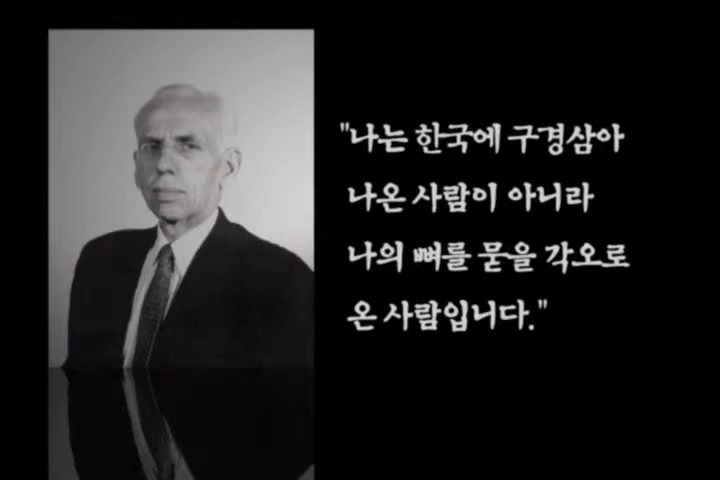 "나는 한국에 구경삼아
나온 사람이 아니라
나의 뼈를 묻을 각오로
온 사람입니다."